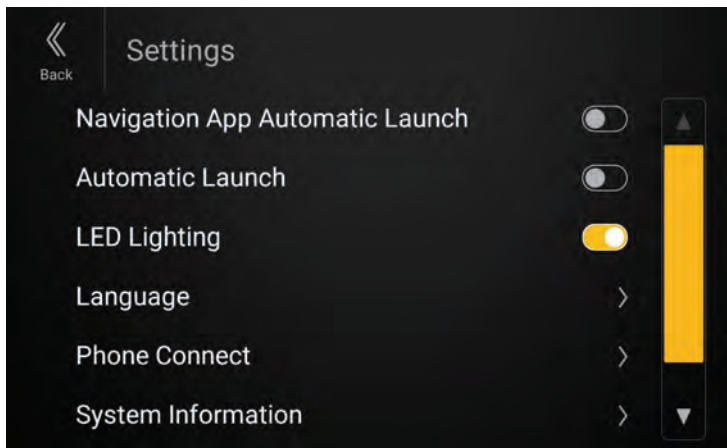 Settings
Back
Navigation App Automatic Launch
Automatic Launch
LED Lighting
Language
Phone Connect
System Information